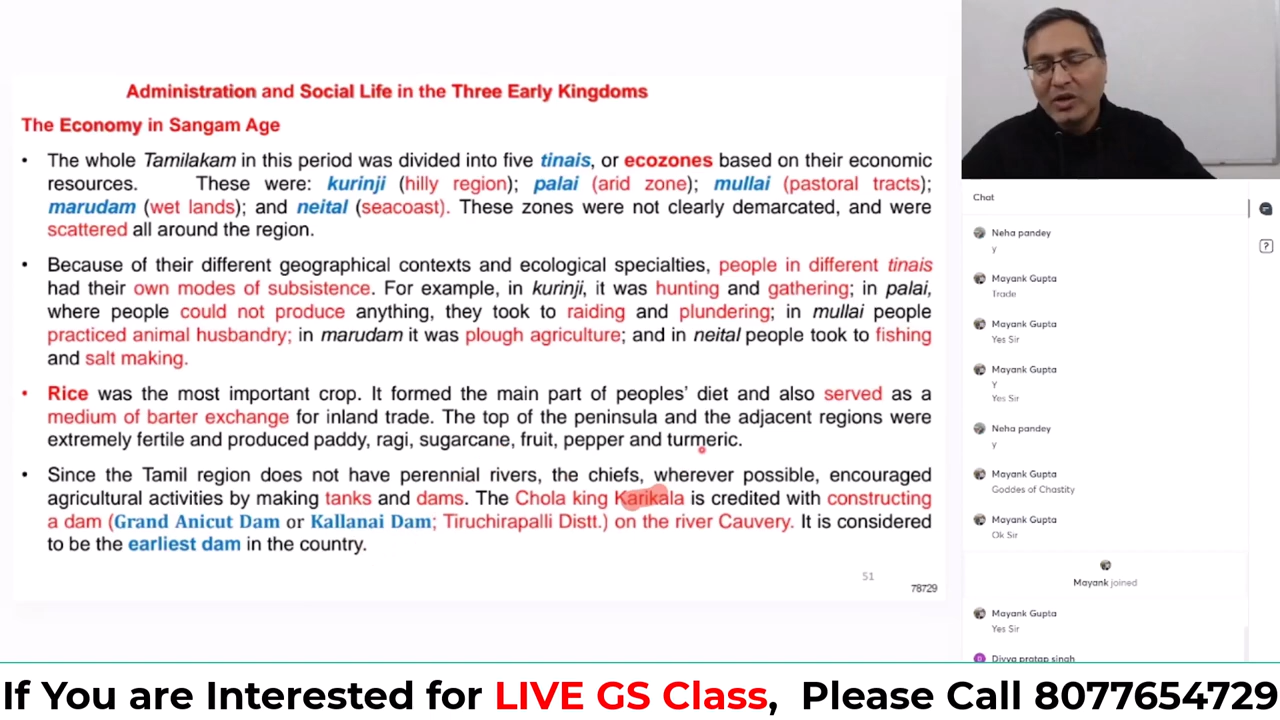 Administration and Social Life in the Three Early Kingdoms
The Economy in Sangam Age
• The whole Tamilakam in this period was divided into five tinais, or ecozones based on their economic
resources. These were: kurinji (hilly region); palai (arid zone); mullai (pastoral tracts);
marudam (wet lands); and neital (seacoast). These zones were not clearly demarcated, and were
scattered all around the region.
• Because of their different geographical contexts and ecological specialties, people in different tinais
had their own modes of subsistence. For example, in kurinji, it was hunting and gathering; in palai,
where people could not produce anything, they took to raiding and plundering; in mullai people
practiced animal husbandry; in marudam it was plough agriculture; and in neital people took to fishing
and salt making.
• Rice was the most important crop. It formed the main part of peoples' diet and also served as a
medium of barter exchange for inland trade. The top of the peninsula and the adjacent regions were
extremely fertile and produced paddy, ragi, sugarcane, fruit, pepper and turmeric.
• Since the Tamil region does not have perennial rivers, the chiefs, wherever possible, encouraged
agricultural activities by making tanks and dams. The Chola king Karikala is credited with constructing
a dam (Grand Anicut Dam or Kallanai Dam; Tiruchirapalli Distt.) on the river Cauvery. It is considered
to be the earliest dam in the country.
51
78729
Chat
Neha pandey
y
Mayank Gupta
Trade
Mayank Gupta
Yes Sir
Mayank Gupta
Y
Yes Sir
Neha pandey
y
Mayank Gupta
Goddes of Chastity
Mayank Gupta
Ok Sir
Mayank joined
Mayank Gupta
Yes Sir
Divya pratap singh
If You are Interested for LIVE GS Class, Please Call 8077654729